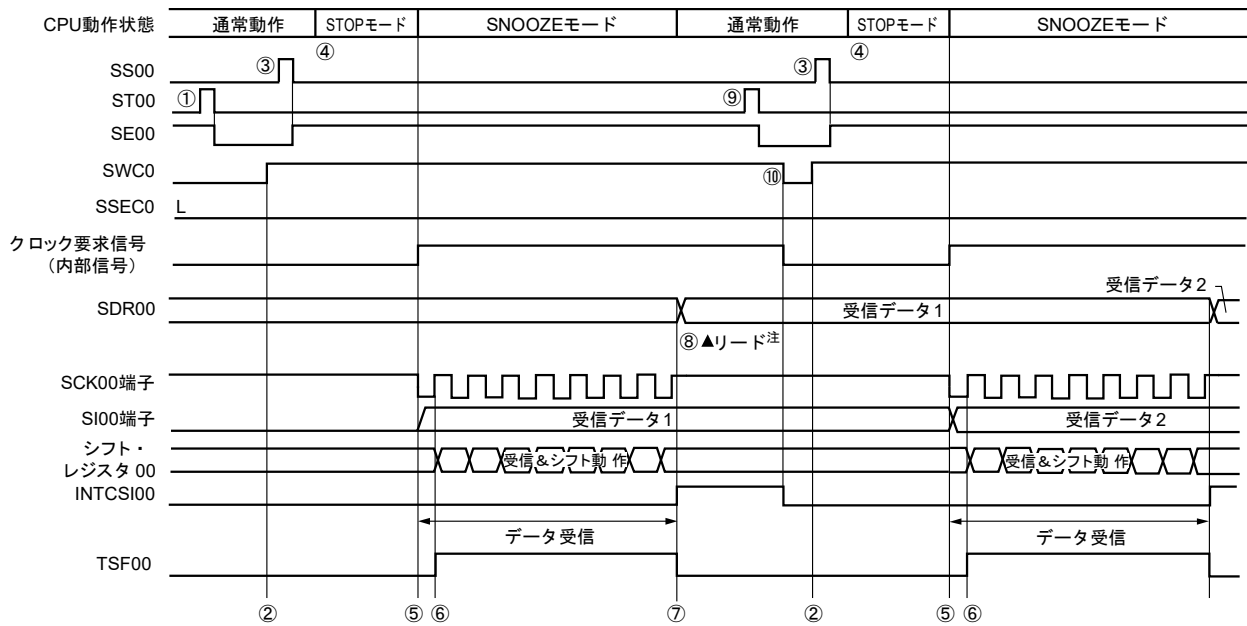 CPU動作状態 通常動作 STOPモード SNOOZEモード 通常動作 STOPモード SNOOZEモード
④ ④
SS00 ③ ③
ST00 ① ⑨
SE00
SWC0 ⑩
SSEC0 L
クロック要求信号
（内部信号）
受信データ2
SDR00 受信データ1
⑧▲リード注
SCK00端子
SI00端子 受信データ1 受信データ2
シフト・
レジスタ 00 受信&シフト動 作 受信&シフト動 作
INTCSI00
データ受信 データ受信
TSF00
② ⑤ ⑥ ⑦ ② ⑤ ⑥